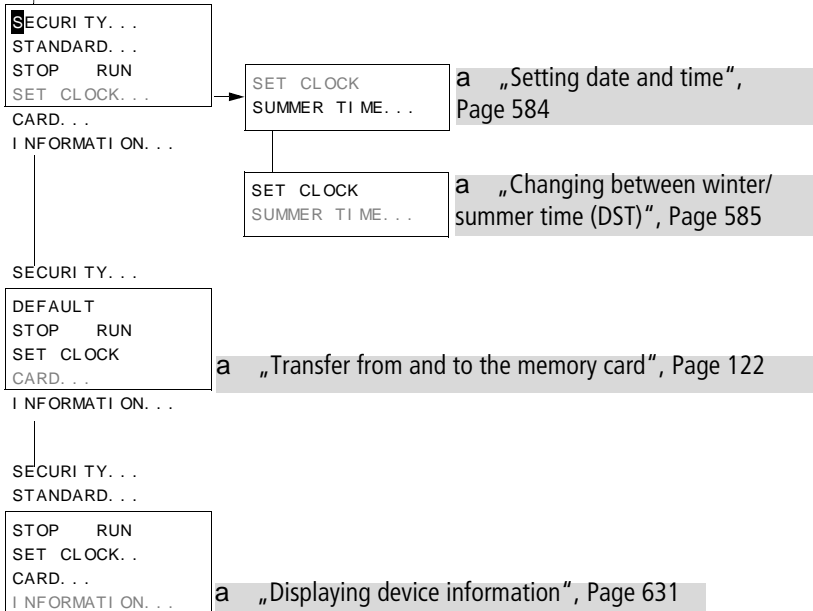 SECURITY...
STANDARD...
STOP RUN
SET CLOCK...
CARD...
INFORMATION...
SET CLOCK
SUMMER TIME...
a „Setting date and time“,
Page 584
SET CLOCK
SUMMER TIME...
a „Changing between winter/
summer time (DST)“, Page 585
SECURITY...
DEFAULT
STOP RUN
SET CLOCK
CARD...
INFORMATION...
a „Transfer from and to the memory card“, Page 122
SECURITY...
STANDARD...
STOP RUN
SET CLOCK..
CARD...
INFORMATION...
a „Displaying device information“, Page 631